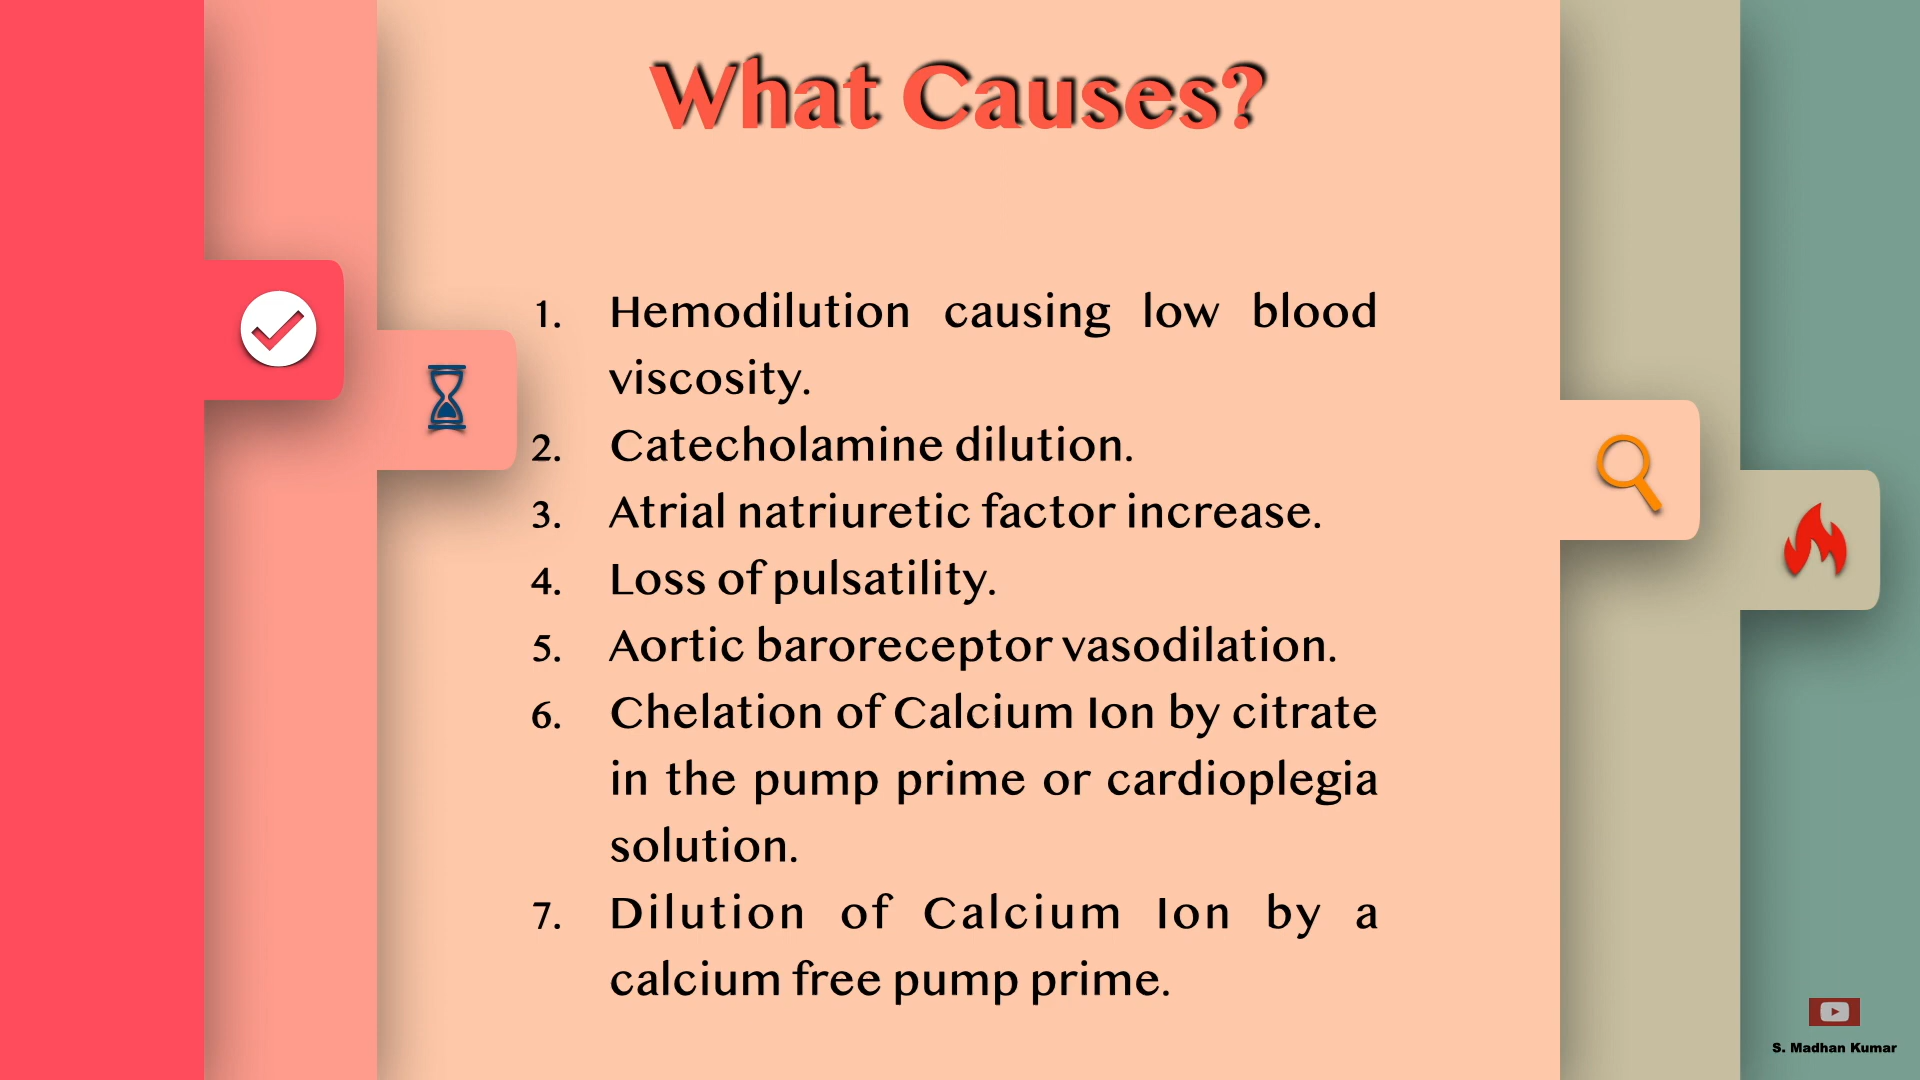 What Causes?
1. Hemodilution causing low blood
viscosity.
2. Catecholamine dilution.
3. Atrial natriuretic factor increase.
4. Loss of pulsatility.
5. Aortic baroreceptor vasodilation.
6. Chelation of Calcium Ion by citrate
in the pump prime or cardioplegia
solution.
7. Dilution of Calcium Ion by a
calcium free pump prime.
S. Madhan Kumar